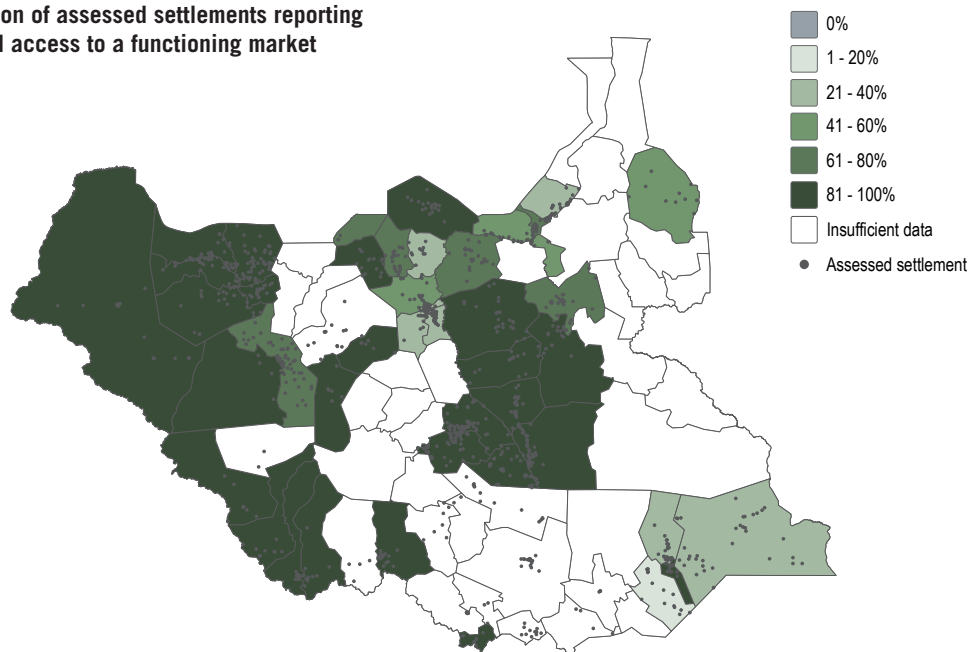 on of assessed settlements reporting
access to a functioning market
0%
1 - 20%
21 - 40%
41 - 60%
61 - 80%
81 - 100%
Insufficient data
Assessed settlement